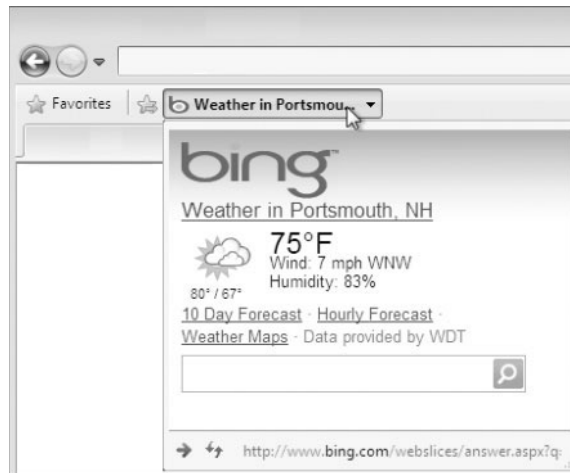 Favorites
Weather in Portsmou...
bing™
Weather in Portsmouth, NH
75°F
Wind: 7 mph WNW
Humidity: 83%
80° / 67°
10 Day Forecast · Hourly Forecast ·
Weather Maps · Data provided by WDT
http://www.bing.com/webslices/answer.aspx?q: